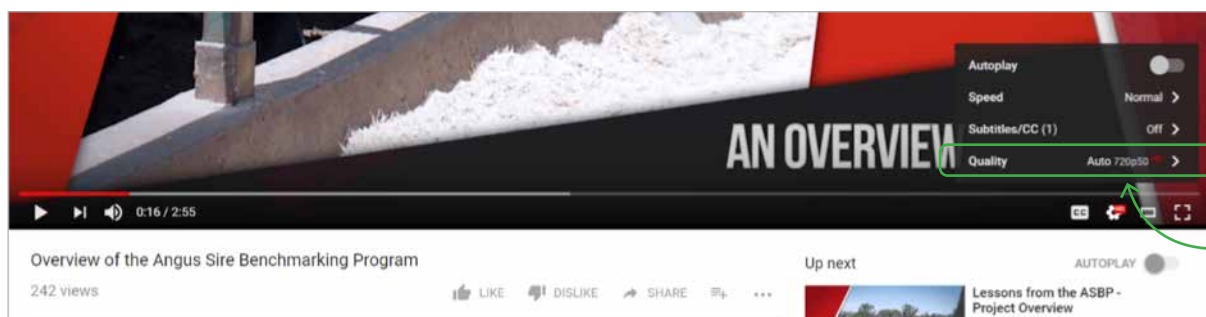 Autoplay
Speed Normal
Subtitles/CC (1) Off
AN OVERVIEW
Quality Auto 720p50
0:16 / 2:55
CC
Overview of the Angus Sire Benchmarking Program
242 views
LIKE DISLIKE SHARE
Up next AUTOPLAY
Lessons from the ASBP -
Project Overview